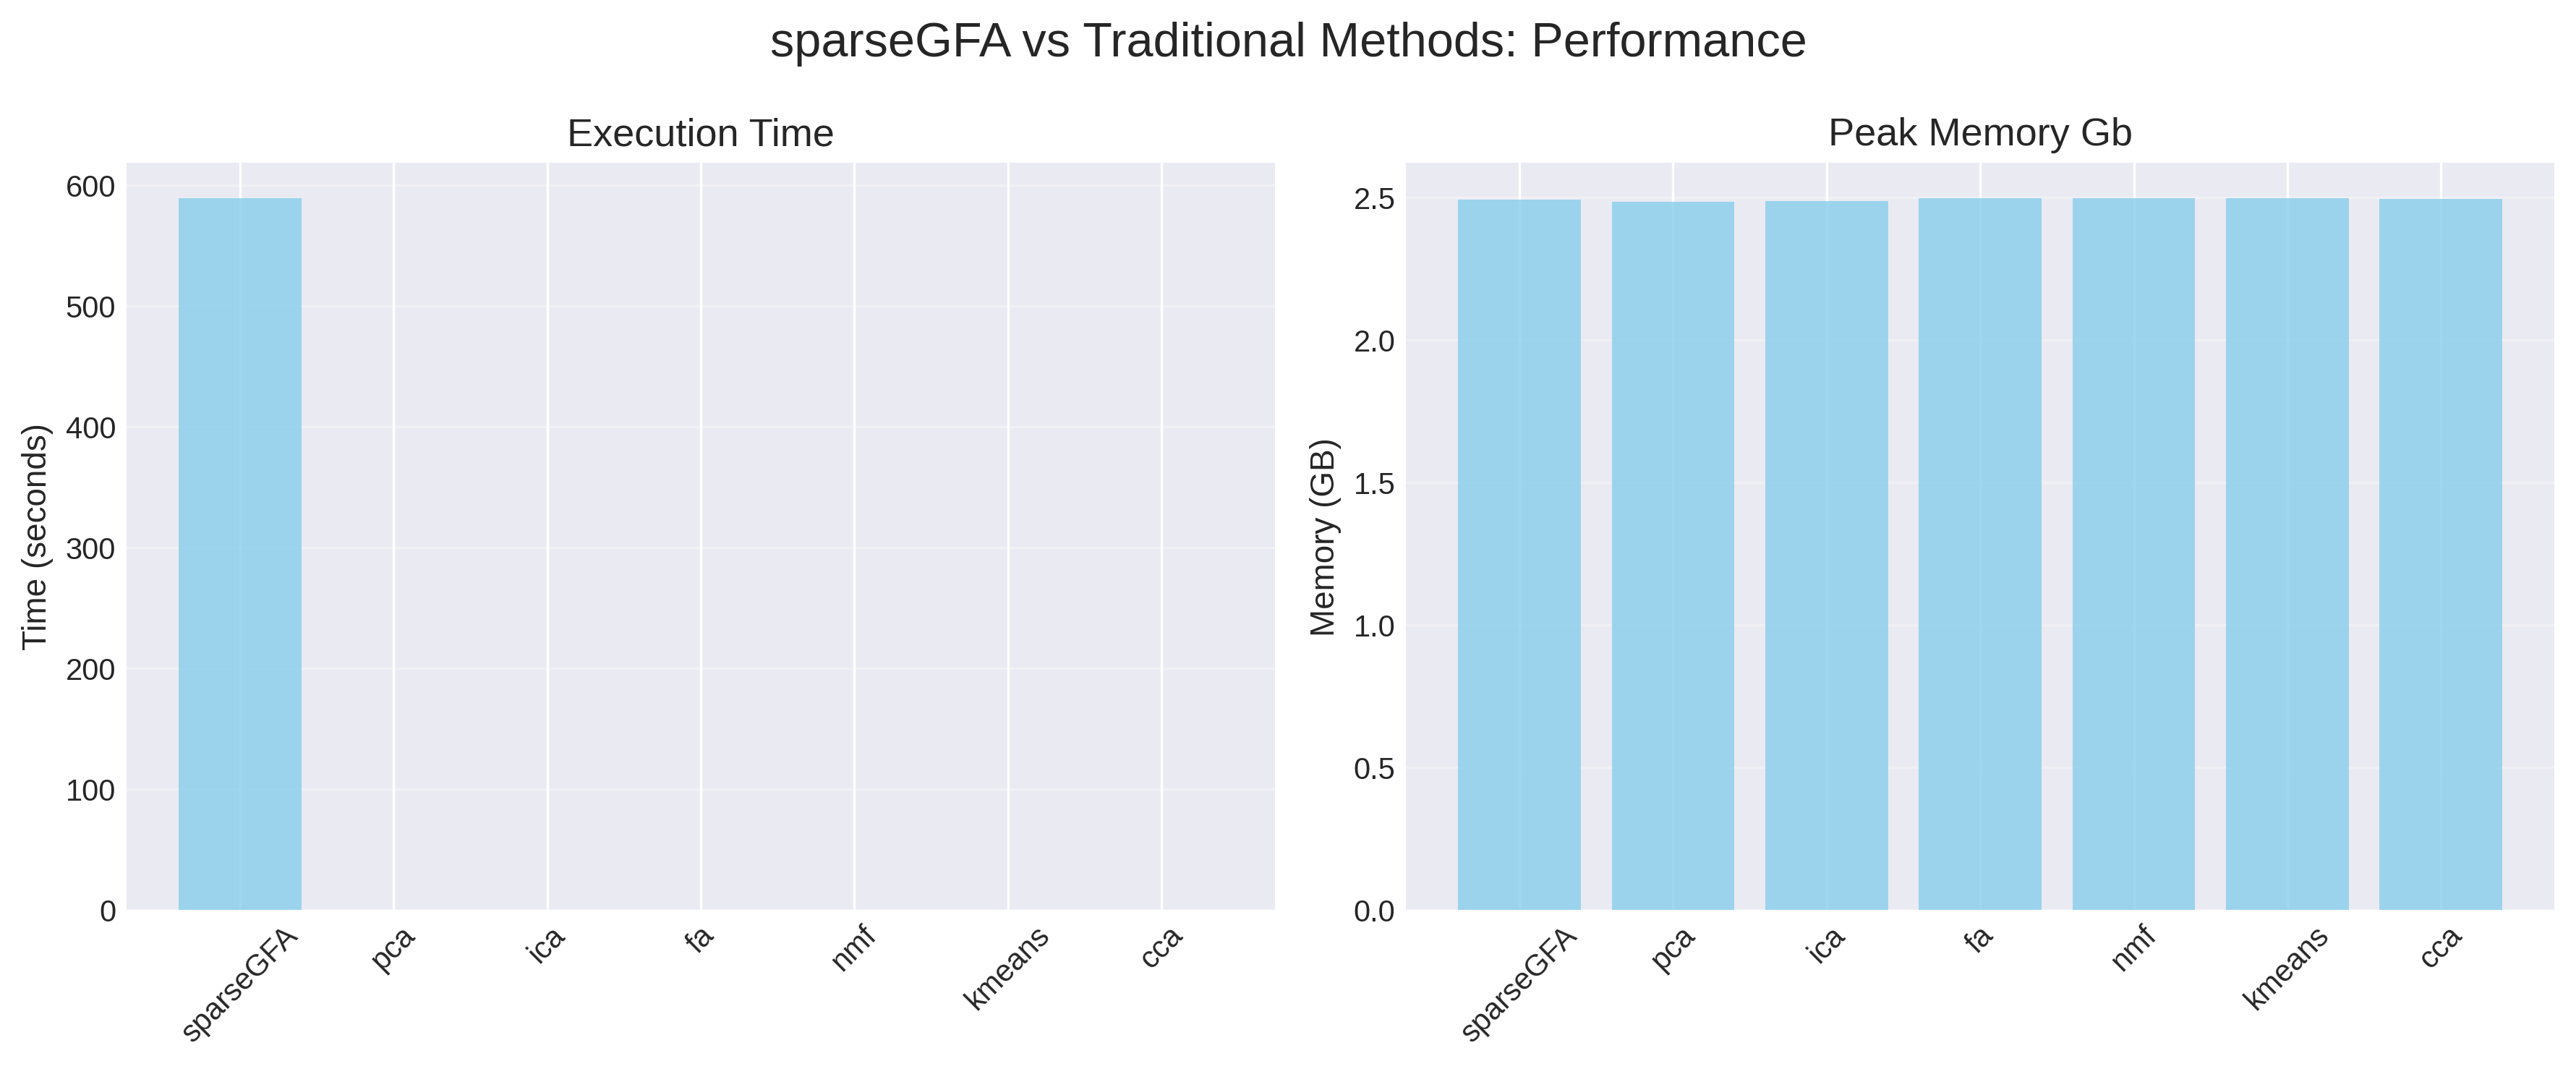 sparseGFA vs Traditional Methods: Performance
Execution Time
Time (seconds)
600
500
400
300
200
100
0
sparseGFA
pca
ica
fa
nmf
kmeans
cca
Peak Memory Gb
Memory (GB)
2.5
2.0
1.5
1.0
0.5
0.0
sparseGFA
pca
ica
fa
nmf
kmeans
cca